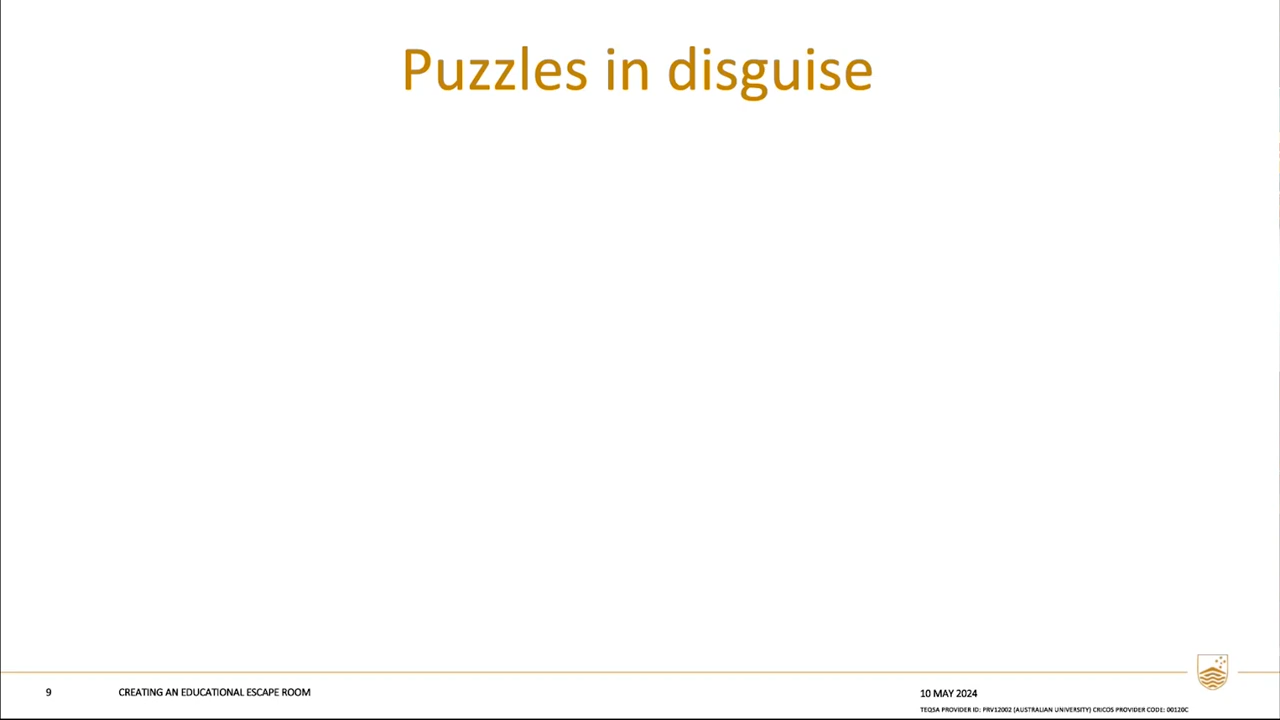 Puzzles in disguise
9
CREATING AN EDUCATIONAL ESCAPE ROOM
10 MAY 2024
TEQSA PROVIDER ID: PRV12002 (AUSTRALIAN UNIVERSITY) CRICOS PROVIDER CODE: 00120C